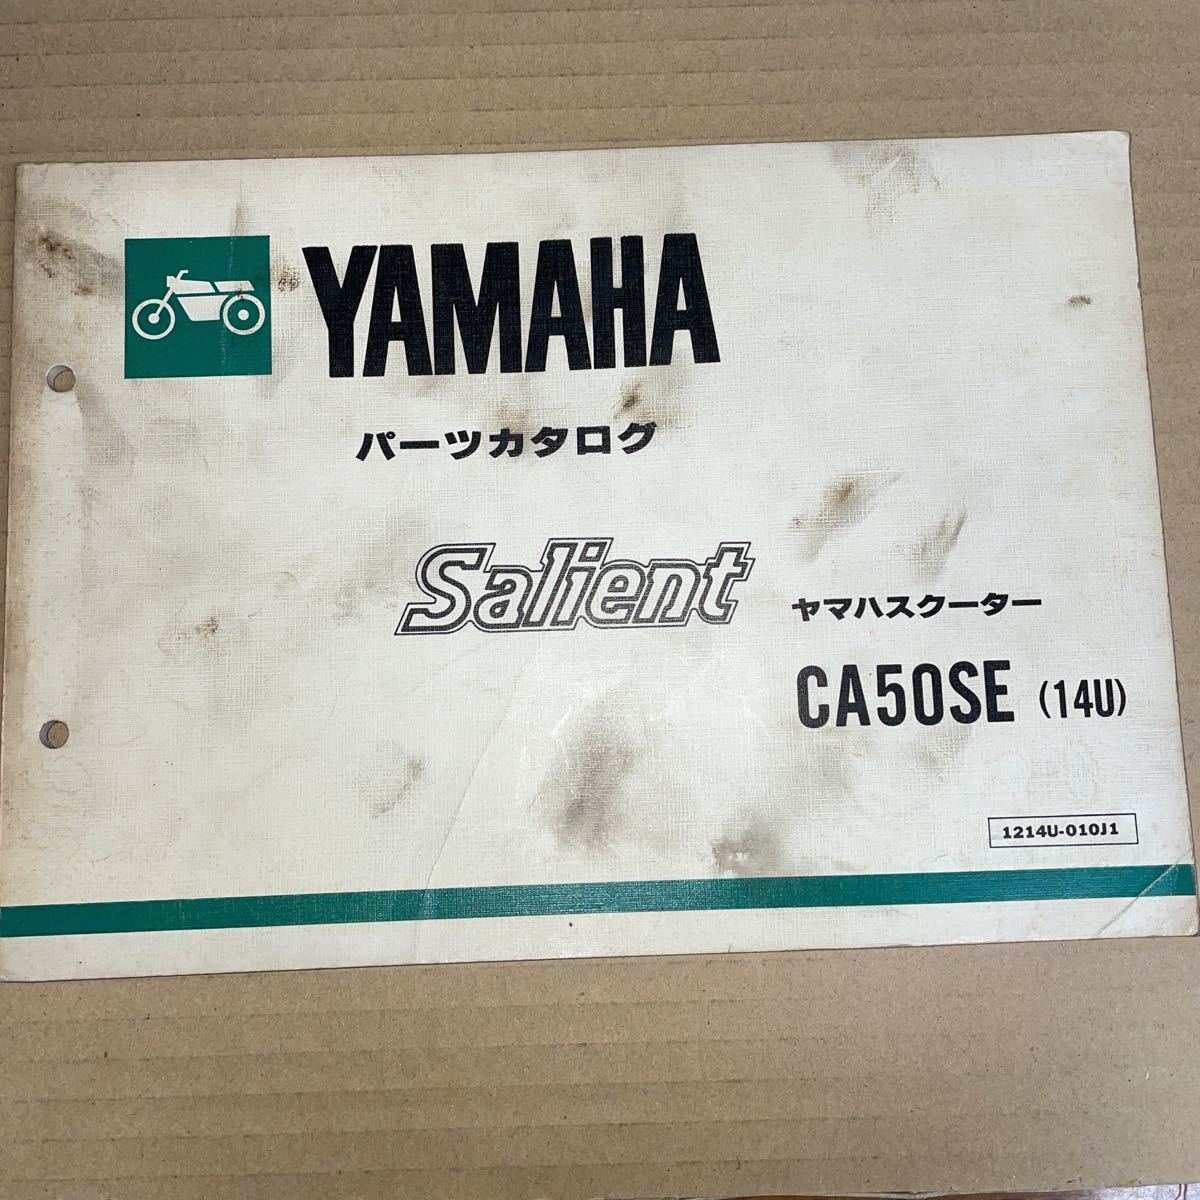 YAMAHA
パーツカタログ
Salient
ヤマハスクーター
CA50SE (14U)
1214U-010J1